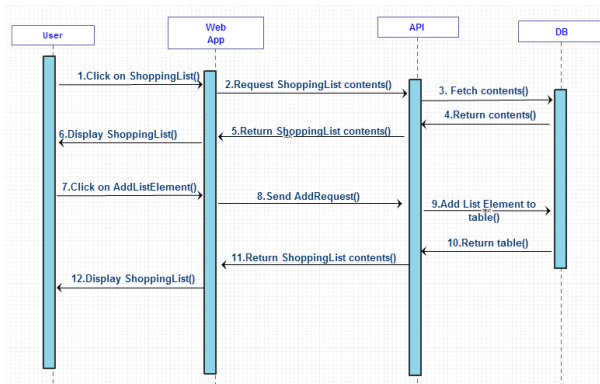 User
Web
App
API
DB
1.Click on ShoppingList()
2.Request ShoppingList contents()
3. Fetch contents()
4.Return contents()
5.Return ShoppingList contents()
6.Display ShoppingList()
7.Click on AddListElement()
8.Send AddRequest()
9.Add List Element to
table()
10.Return table()
11.Return ShoppingList contents()
12.Display ShoppingList()